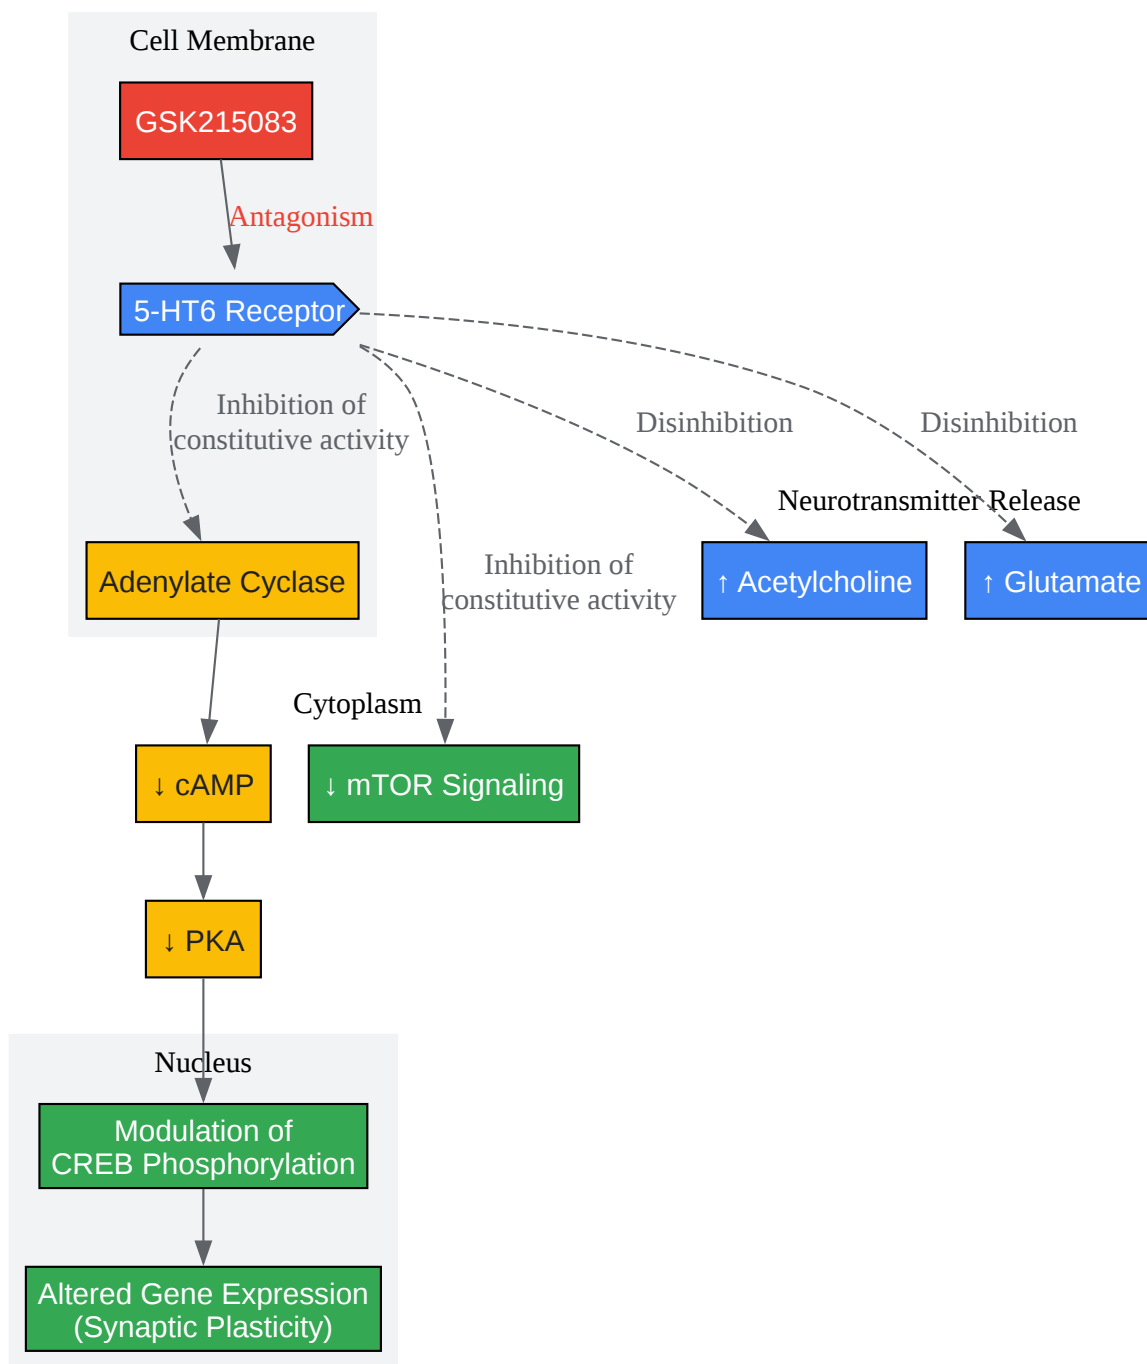 Cell Membrane
GSK215083
Antagonism
5-HT6 Receptor
Inhibition of
constitutive activity
Disinhibition
Disinhibition
Neurotransmitter Release
Adenylate Cyclase
Inhibition of
constitutive activity
↑ Acetylcholine
↑ Glutamate
Cytoplasm
↓ cAMP
↓ mTOR Signaling
↓ PKA
Nucleus
Modulation of
CREB Phosphorylation
Altered Gene Expression
(Synaptic Plasticity)